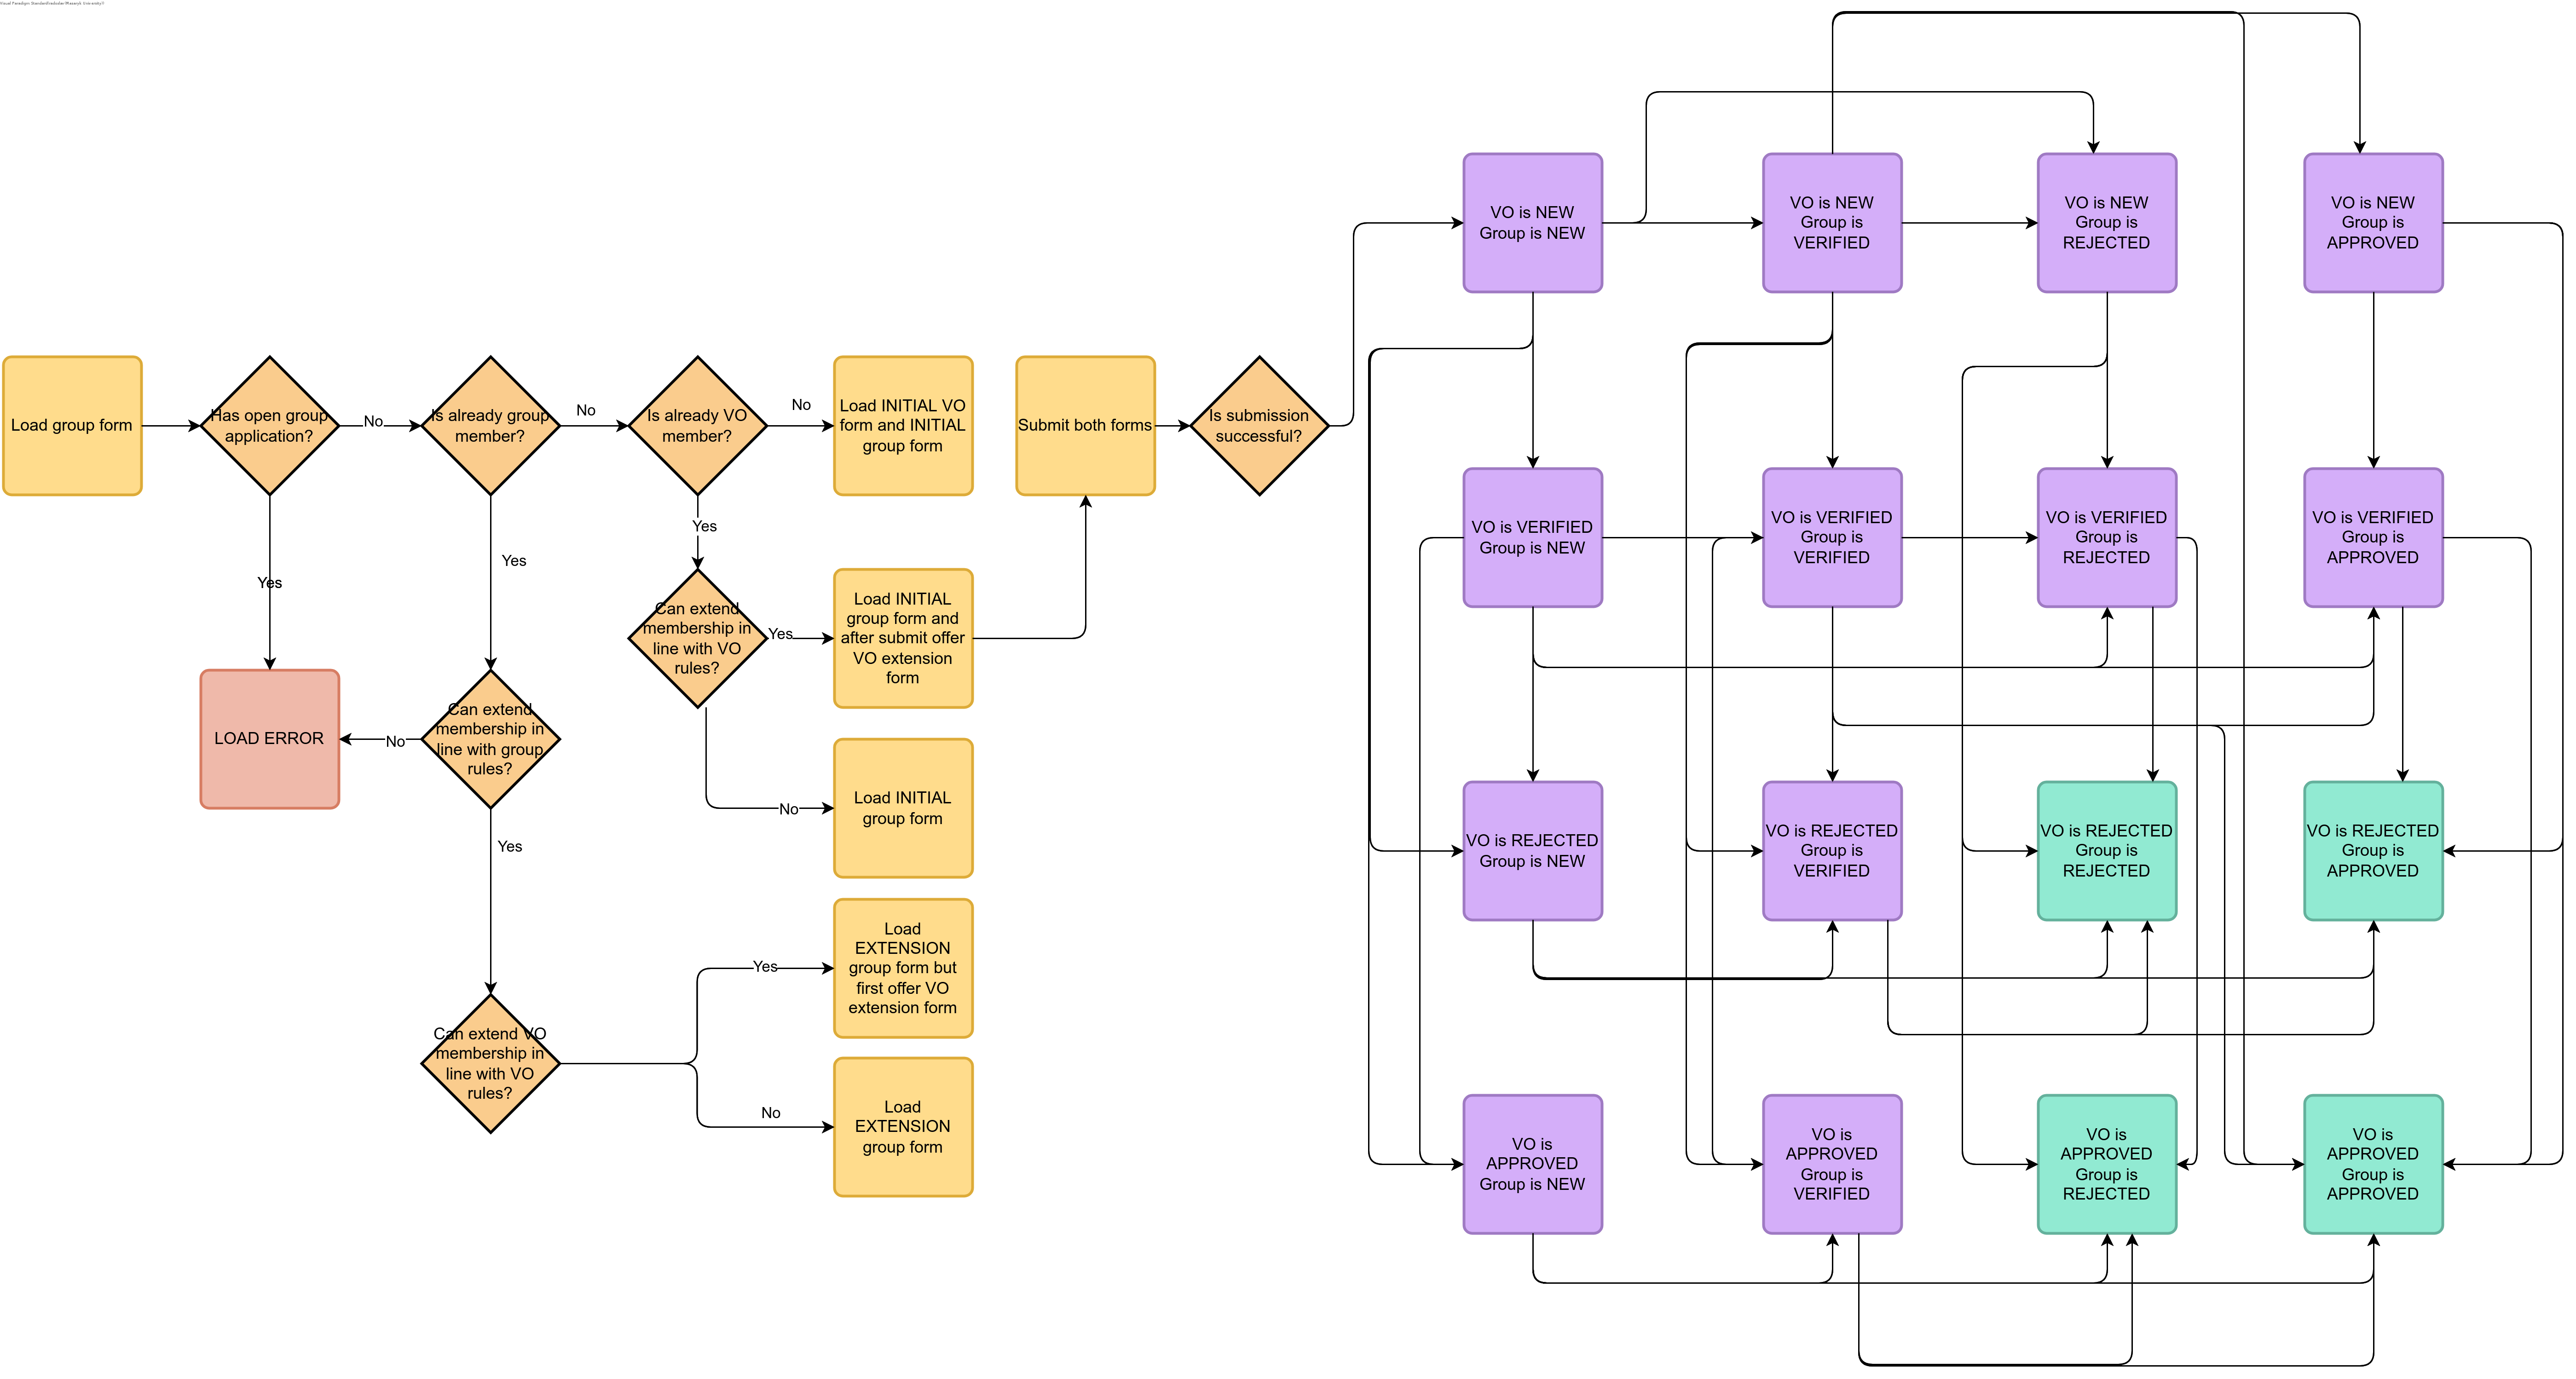 Load group form
Has open group
application?
No
Is already group
member?
No
Is already VO
member?
No
Load INITIAL VO
form and INITIAL
group form
Submit both forms
Is submission
successful?
Yes
Yes
Yes
LOAD ERROR
No
Can extend
membership in
line with group
rules?
Can extend
membership in
line with VO
rules?
Yes
Load INITIAL
group form and
after submit offer
VO extension
form
No
Load INITIAL
group form
Yes
Can extend VO
membership in
line with VO
rules?
Yes
Load
EXTENSION
group form but
first offer VO
extension form
No
Load
EXTENSION
group form
VO is NEW
Group is NEW
VO is NEW
Group is
VERIFIED
VO is NEW
Group is
REJECTED
VO is NEW
Group is
APPROVED
VO is VERIFIED
Group is NEW
VO is VERIFIED
Group is
VERIFIED
VO is VERIFIED
Group is
REJECTED
VO is VERIFIED
Group is
APPROVED
VO is REJECTED
Group is NEW
VO is REJECTED
Group is
VERIFIED
VO is REJECTED
Group is
REJECTED
VO is REJECTED
Group is
APPROVED
VO is
APPROVED
Group is NEW
VO is
APPROVED
Group is
VERIFIED
VO is
APPROVED
Group is
REJECTED
VO is
APPROVED
Group is
APPROVED